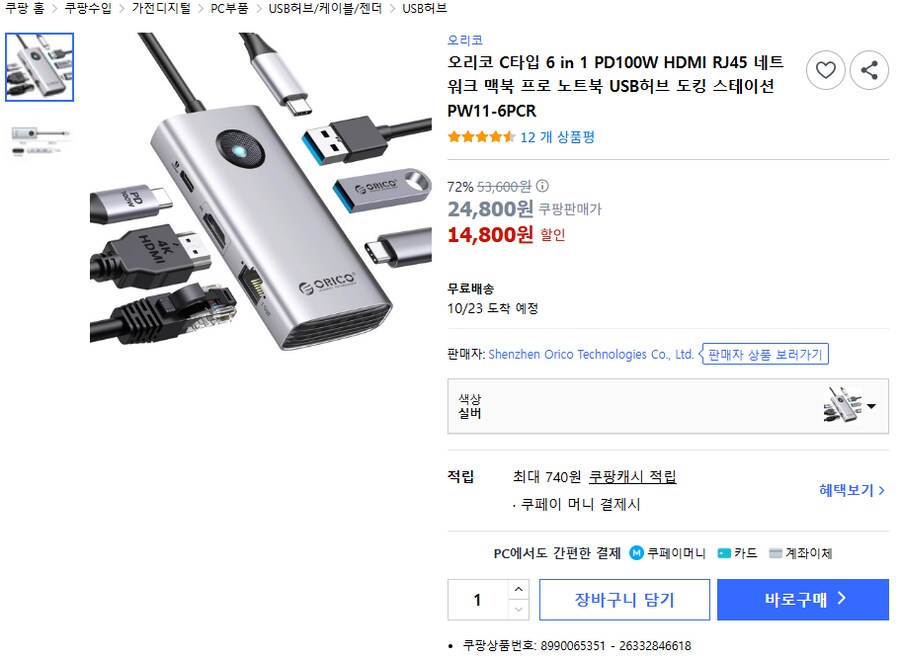 쿠팡 홈 > 쿠팡수입 > 가전디지털 > PC부품 > USB허브/케이블/젠더 > USB허브
오리코
오리코 C타입 6 in 1 PD100W HDMI RJ45 네트
워크 맥북 프로 노트북 USB허브 도킹 스테이션
PW11-6PCR
12 개 상품평
72% 53,600원
24,800원 쿠팡판매가
14,800원 할인
무료배송
10/23 도착 예정
판매자: Shenzhen Orico Technologies Co., Ltd. 판매자 상품 보러가기
색상
실버
적립 최대 740원 쿠팡캐시 적립
· 쿠페이 머니 결제시
혜택보기 >
PC에서도 간편한 결제 M 쿠페이머니 카드 계좌이체
1 장바구니 담기 바로구매 >
• 쿠팡상품번호: 8990065351 - 26332846618
ORICO
PD
100W
4K
HDMI
ORICO